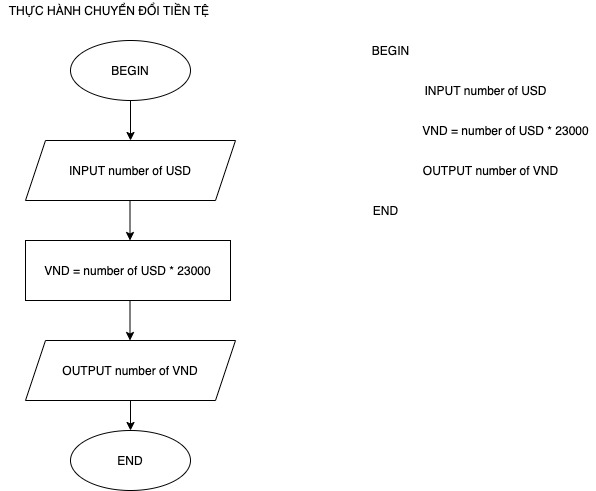 THỰC HÀNH CHUYỂN ĐỔI TIỀN TỆ
BEGIN
INPUT number of USD
VND = number of USD * 23000
OUTPUT number of VND
END
BEGIN
INPUT number of USD
VND = number of USD * 23000
OUTPUT number of VND
END